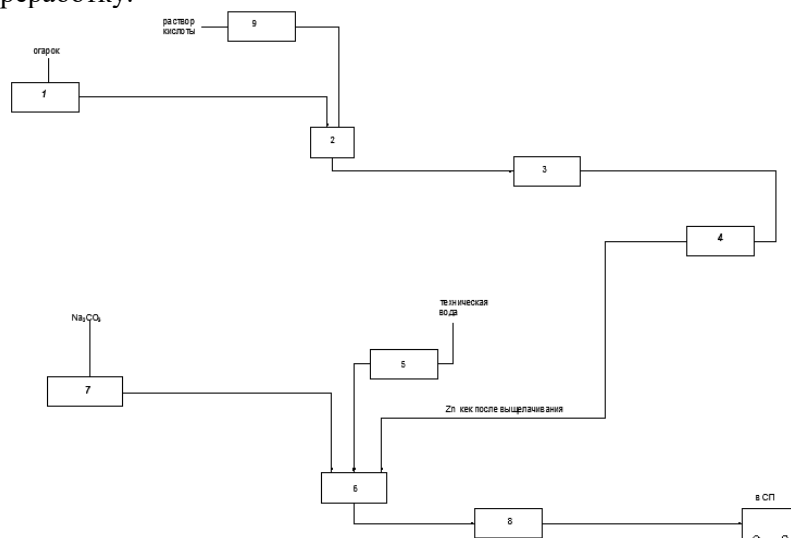 реработку.
раствор
кислоты
9
огарок
1
2
3
4
техническая
вода
Na₂CO₃
5
7
Zn кек после выщелачивания
6
в СП
8